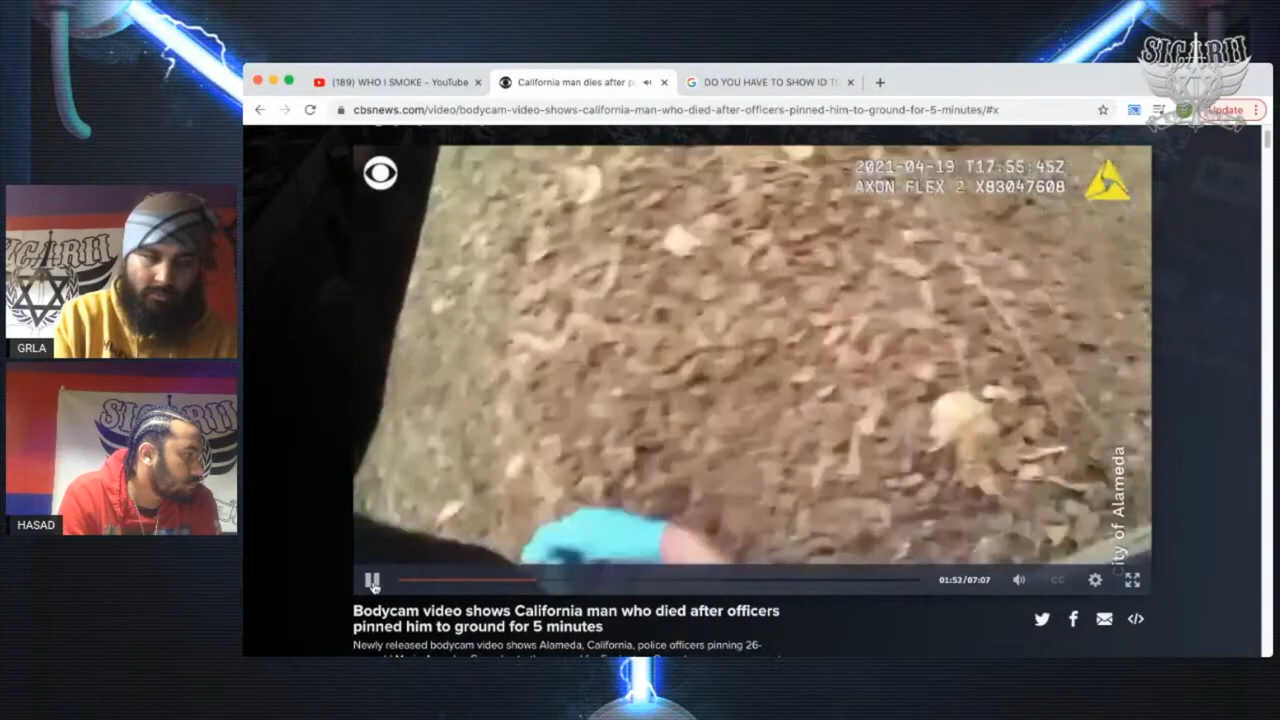 SICARII
(189) WHO I SMOKE - YouTube
California man dies after p
DO YOU HAVE TO SHOW ID T
cbsnews.com/video/bodycam-video-shows-california-man-who-died-after-officers-pinned-him-to-ground-for-5-minutes/#x
Update
2021-04-19 T17:55:45Z
AXON FLEX 2 X83047608
SICARII
GRLA
SICARII
HASAD
City of Alameda
01:52/07:07
CC
Bodycam video shows California man who died after officers
pinned him to ground for 5 minutes
Newly released bodycam video shows Alameda, California, police officers pinning 26-